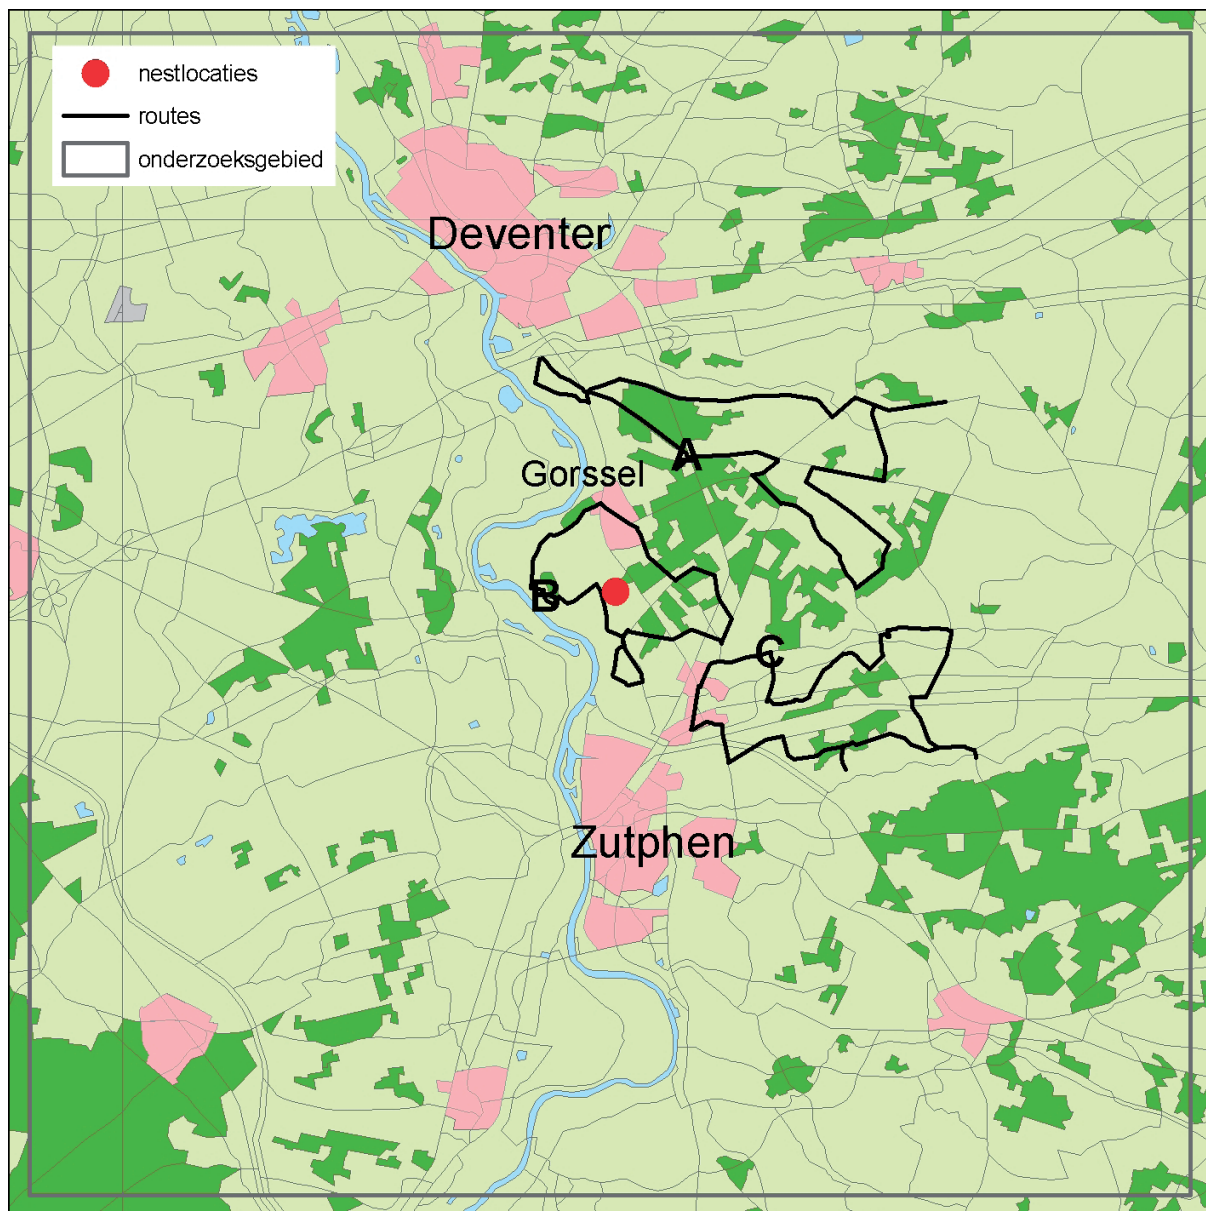 nestlocaties
routes
onderzoeksgebied
Deventer
A
Gorssel
B
C
Zutphen